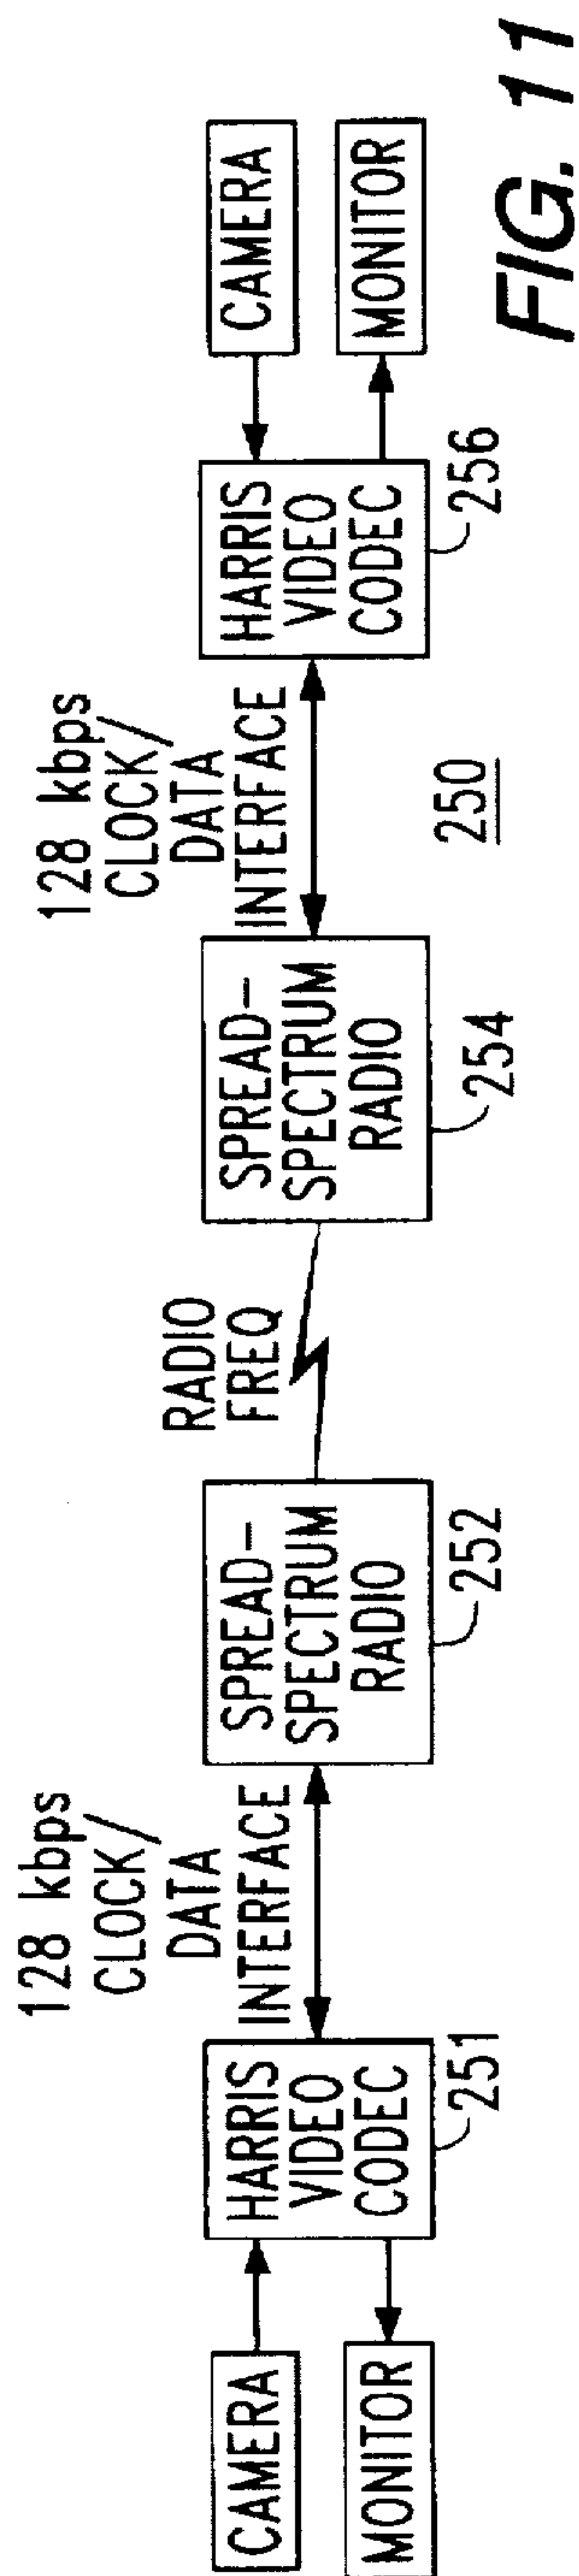 CAMERA
MONITOR
HARRIS
VIDEO
CODEC
251
128 kbps
CLOCK/
DATA
INTERFACE
SPREAD-
SPECTRUM
RADIO
252
RADIO
FREQ
SPREAD-
SPECTRUM
RADIO
254
128 kbps
CLOCK/
DATA
INTERFACE
250
HARRIS
VIDEO
CODEC
256
CAMERA
MONITOR
FIG. 11